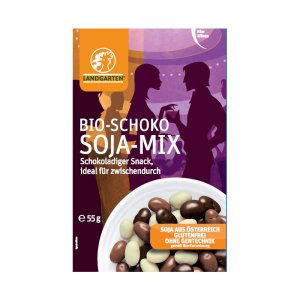 LANDGARTEN
BIO-SCHOKO
SOJA-MIX
Schokoladiger Snack,
ideal für zwischendurch
℮ 55 g
SOJA AUS ÖSTERREICH
GLUTENFREI
OHNE GENTECHNIK